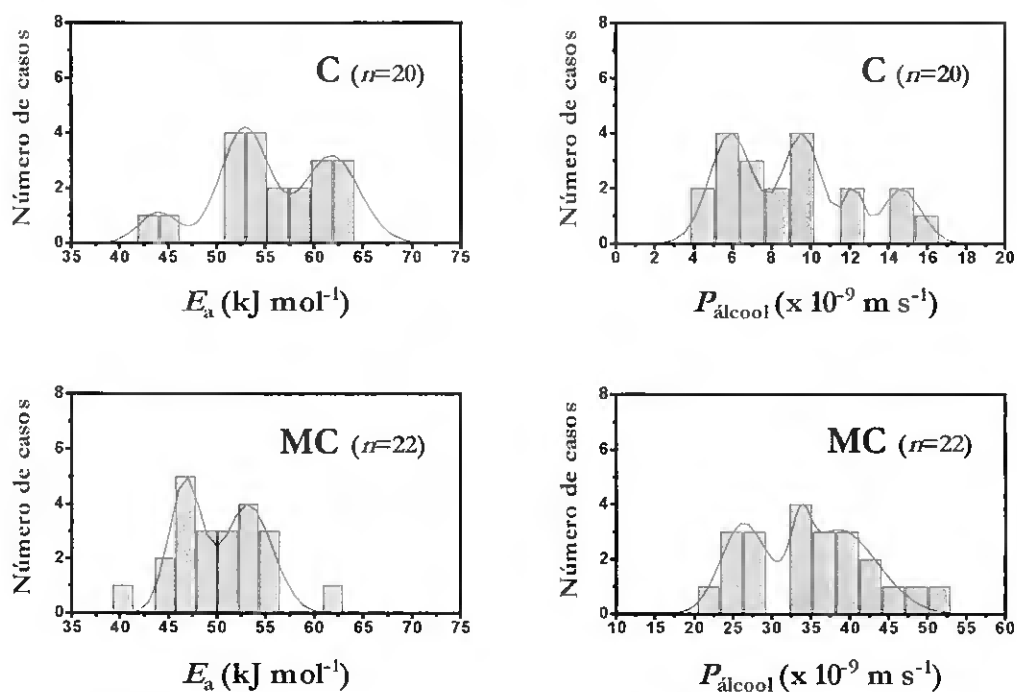 Número de casos
8
6
4
2
0
C (n=20)
35 40 45 50 55 60 65 70 75
Eₐ (kJ mol⁻¹)
Número de casos
8
6
4
2
0
C (n=20)
0 2 4 6 8 10 12 14 16 18 20
Pálcool (x 10⁻⁹ m s⁻¹)
Número de casos
8
6
4
2
0
MC (n=22)
35 40 45 50 55 60 65 70 75
Eₐ (kJ mol⁻¹)
Número de casos
8
6
4
2
0
MC (n=22)
10 15 20 25 30 35 40 45 50 55 60
Pálcool (x 10⁻⁹ m s⁻¹)